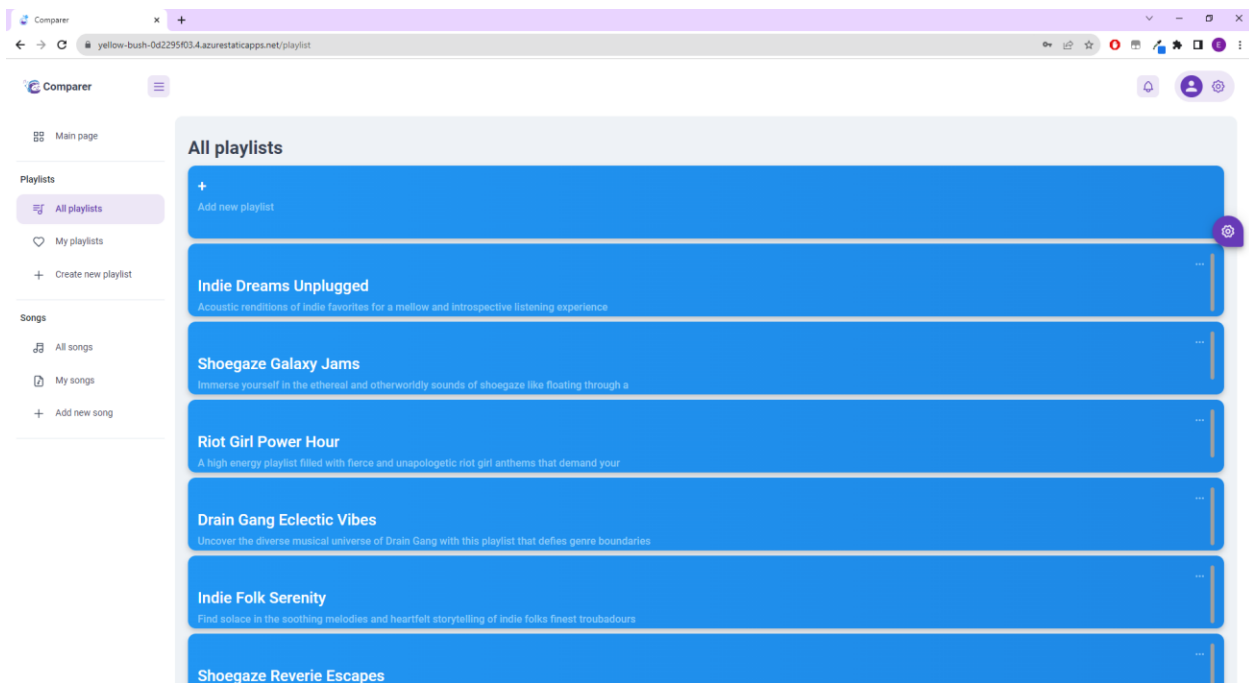 Comparer
yellow-bush-0d2295f03.4.azurestaticapps.net/playlist
E
Comparer
Main page
Playlists
All playlists
My playlists
Create new playlist
Songs
All songs
My songs
Add new song
All playlists
+
Add new playlist
Indie Dreams Unplugged
Acoustic renditions of indie favorites for a mellow and introspective listening experience
Shoegaze Galaxy Jams
Immerse yourself in the ethereal and otherworldly sounds of shoegaze like floating through a
Riot Girl Power Hour
A high energy playlist filled with fierce and unapologetic riot girl anthems that demand your
Drain Gang Eclectic Vibes
Uncover the diverse musical universe of Drain Gang with this playlist that defies genre boundaries
Indie Folk Serenity
Find solace in the soothing melodies and heartfelt storytelling of indie folks finest troubadours
Shoegaze Reverie Escapes